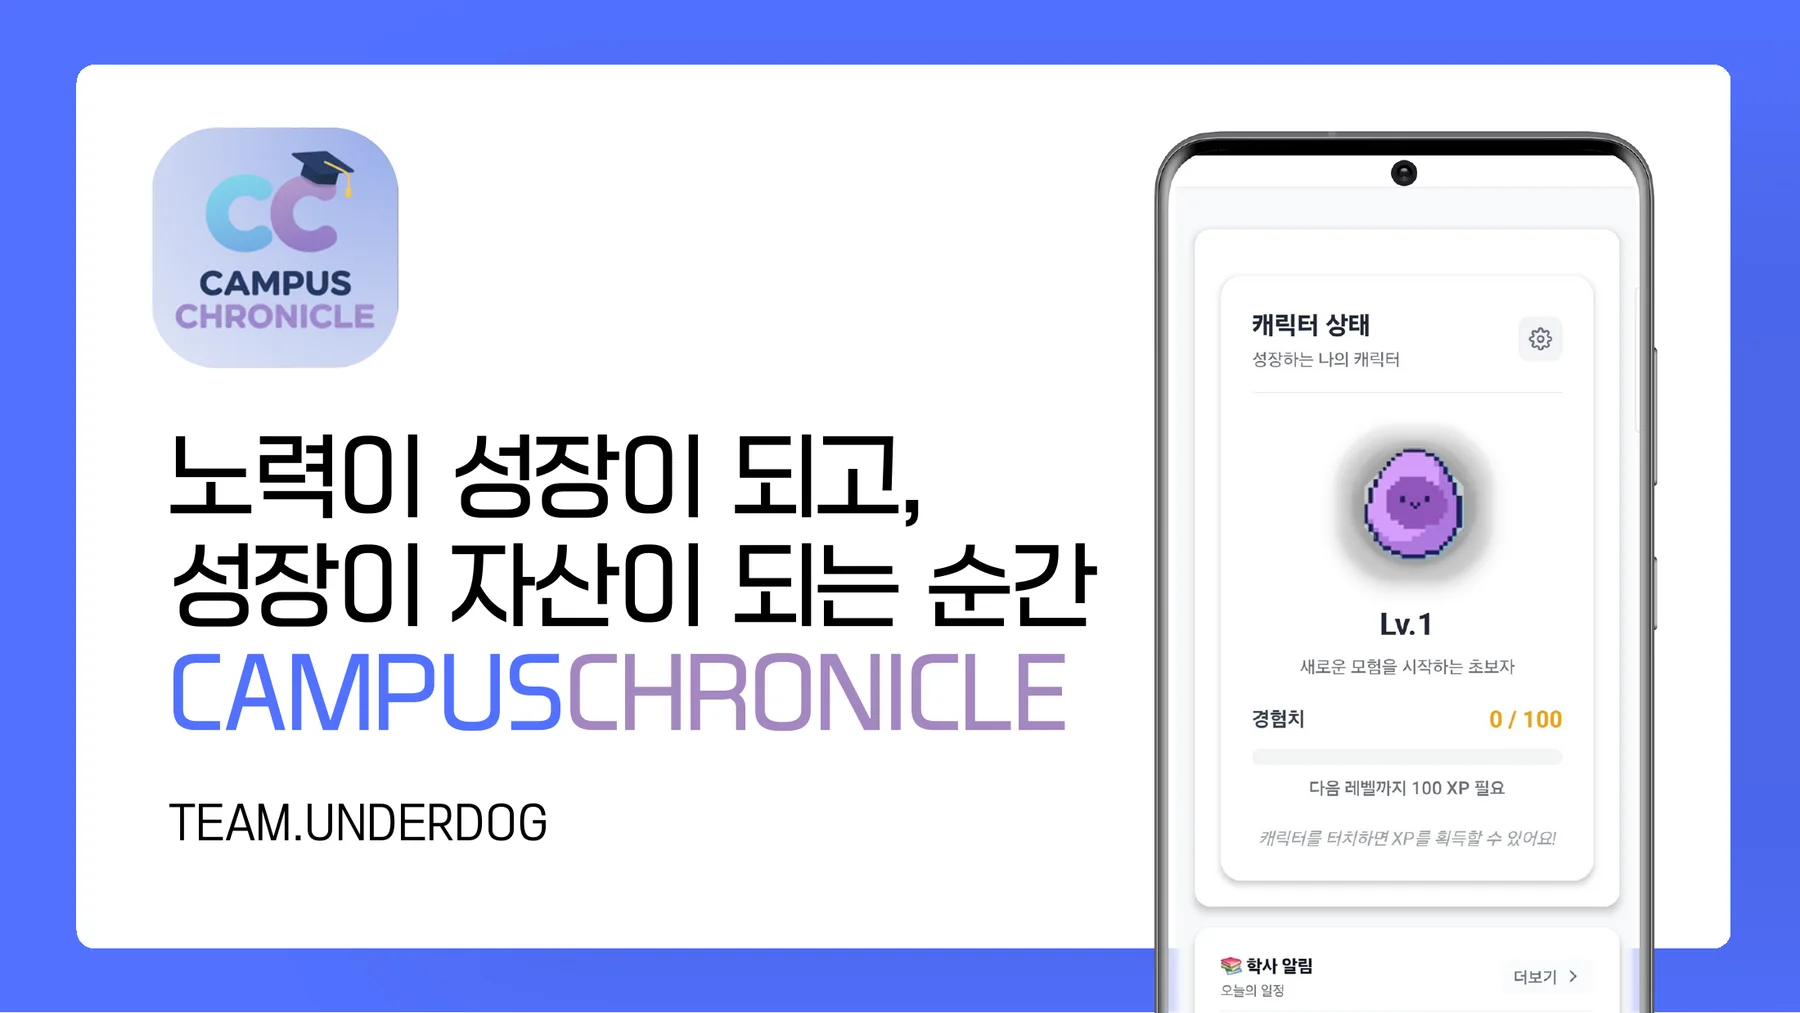 CC
CAMPUS
CHRONICLE
노력이 성장이 되고,
성장이 자산이 되는 순간
CAMPUSCHRONICLE
TEAM.UNDERDOG
캐릭터 상태
성장하는 나의 캐릭터
Lv.1
새로운 모험을 시작하는 초보자
경험치 0 / 100
다음 레벨까지 100 XP 필요
캐릭터를 터치하면 XP를 획득할 수 있어요!
학사 알림
오늘의 일정
더보기